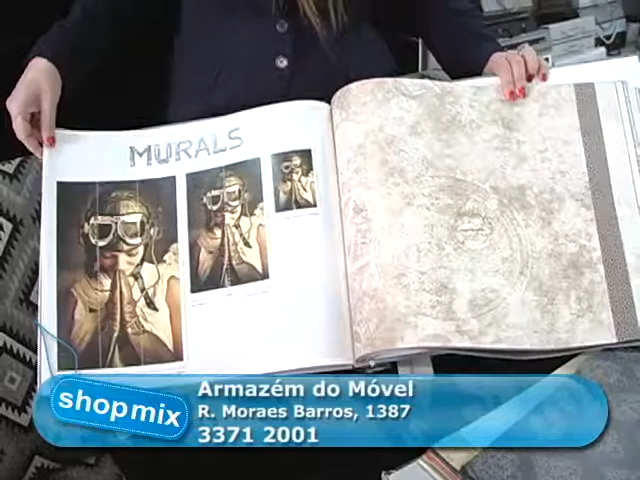 MURALS
shopmix
Armazém do Móvel
R. Moraes Barros, 1387
3371 2001